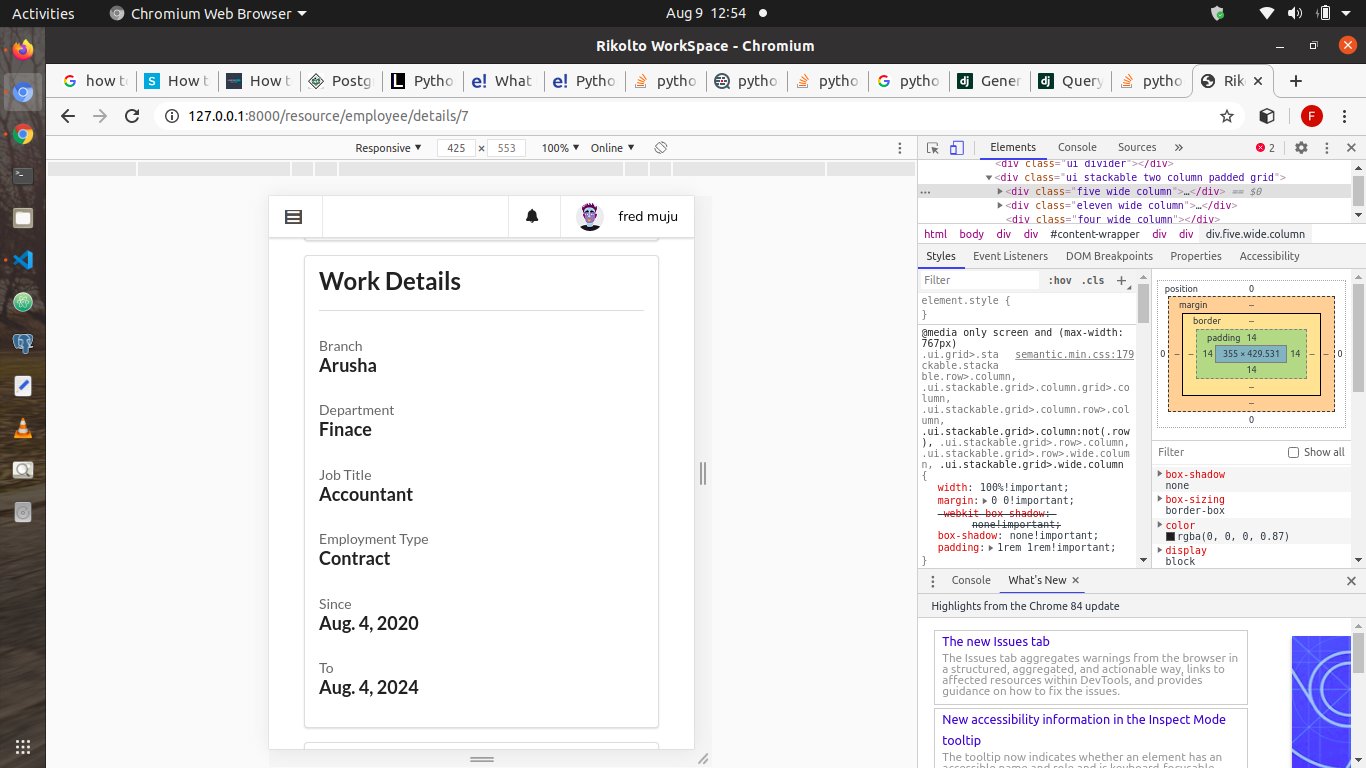 Activities
Chromium Web Browser
Aug 9 12:54
Rikolto WorkSpace - Chromium
how to
How t
How t
Postg
Pytho
What
Pytho
pytho
pytho
pytho
pytho
Gener
Query
pytho
Rik
127.0.0.1:8000/resource/employee/details/7
F
Responsive
425 × 553
100%
Online
Elements
Console
Sources
»
2
<div class="ui divider"></div>
<div class="ui stackable two column padded grid">
<div class="five wide column">…</div> == $0
<div class="eleven wide column">…</div>
<div class="four wide column"></div>
html body div div #content-wrapper div div div.five.wide.column
Styles Event Listeners DOM Breakpoints Properties Accessibility
Filter
:hov .cls +
element.style {
}
@media only screen and (max-width:
767px)
.ui.grid>.sta semantic.min.css:179
ckable.stacka
ble.row>.column,
.ui.stackable.grid>.column.grid>.co
lumn,
.ui.stackable.grid>.column.row>.col
umn,
.ui.stackable.grid>.column:not(.row
), .ui.stackable.grid>.row>.column,
.ui.stackable.grid>.row>.wide.colum
n, .ui.stackable.grid>.wide.column
{
width: 100%!important;
margin: 0 0!important;
-webkit-box-shadow:
none!important;
box-shadow: none!important;
padding: 1rem 1rem!important;
}
position 0
margin –
border –
padding 14
0 – – 14 355 × 429.531 14 – – 0
14
–
–
0
Filter
Show all
box-shadow
none
box-sizing
border-box
color
rgba(0, 0, 0, 0.87)
display
block
Console
What's New ×
Highlights from the Chrome 84 update
The new Issues tab
The Issues tab aggregates warnings from the browser in
a structured, aggregated, and actionable way, links to
affected resources within DevTools, and provides
guidance on how to fix the issues.
New accessibility information in the Inspect Mode
tooltip
The tooltip now indicates whether an element has an
accessible name and role and is keyboard-focusable
fred muju
Work Details
Branch
Arusha
Department
Finace
Job Title
Accountant
Employment Type
Contract
Since
Aug. 4, 2020
To
Aug. 4, 2024